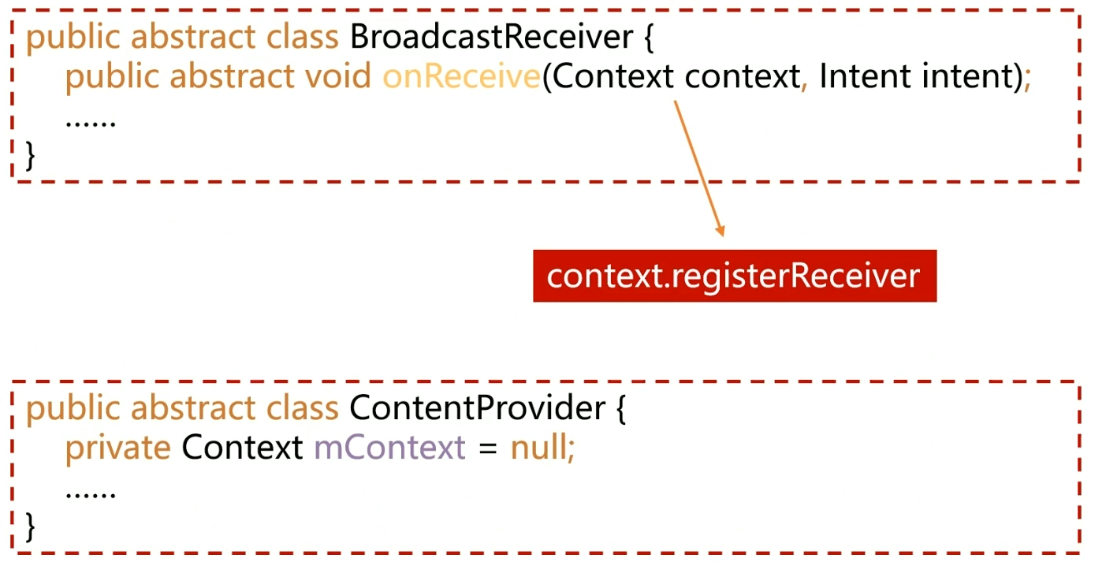 public abstract class BroadcastReceiver {
public abstract void onReceive(Context context, Intent intent);
......
}
context.registerReceiver
public abstract class ContentProvider {
private Context mContext = null;
......
}